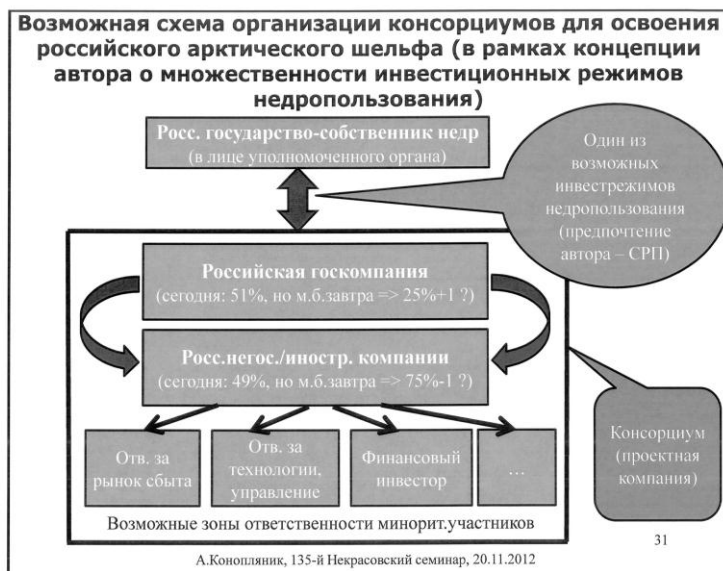 Возможная схема организации консорциумов для освоения
российского арктического шельфа (в рамках концепции
автора о множественности инвестиционных режимов
недропользования)
Росс. государство-собственник недр
(в лице уполномоченного органа)
Один из
возможных
инвестрежимов
недропользования
(предпочтение
автора – СРП)
Российская госкомпания
(сегодня: 51%, но м.б.завтра => 25%+1 ?)
Росс.негос./иностр. компании
(сегодня: 49%, но м.б.завтра => 75%-1 ?)
Отв. за
рынок сбыта
Отв. за
технологии,
управление
Финансовый
инвестор
…
Консорциум
(проектная
компания)
Возможные зоны ответственности минорит.участников
31
А.Конопляник, 135-й Некрасовский семинар, 20.11.2012